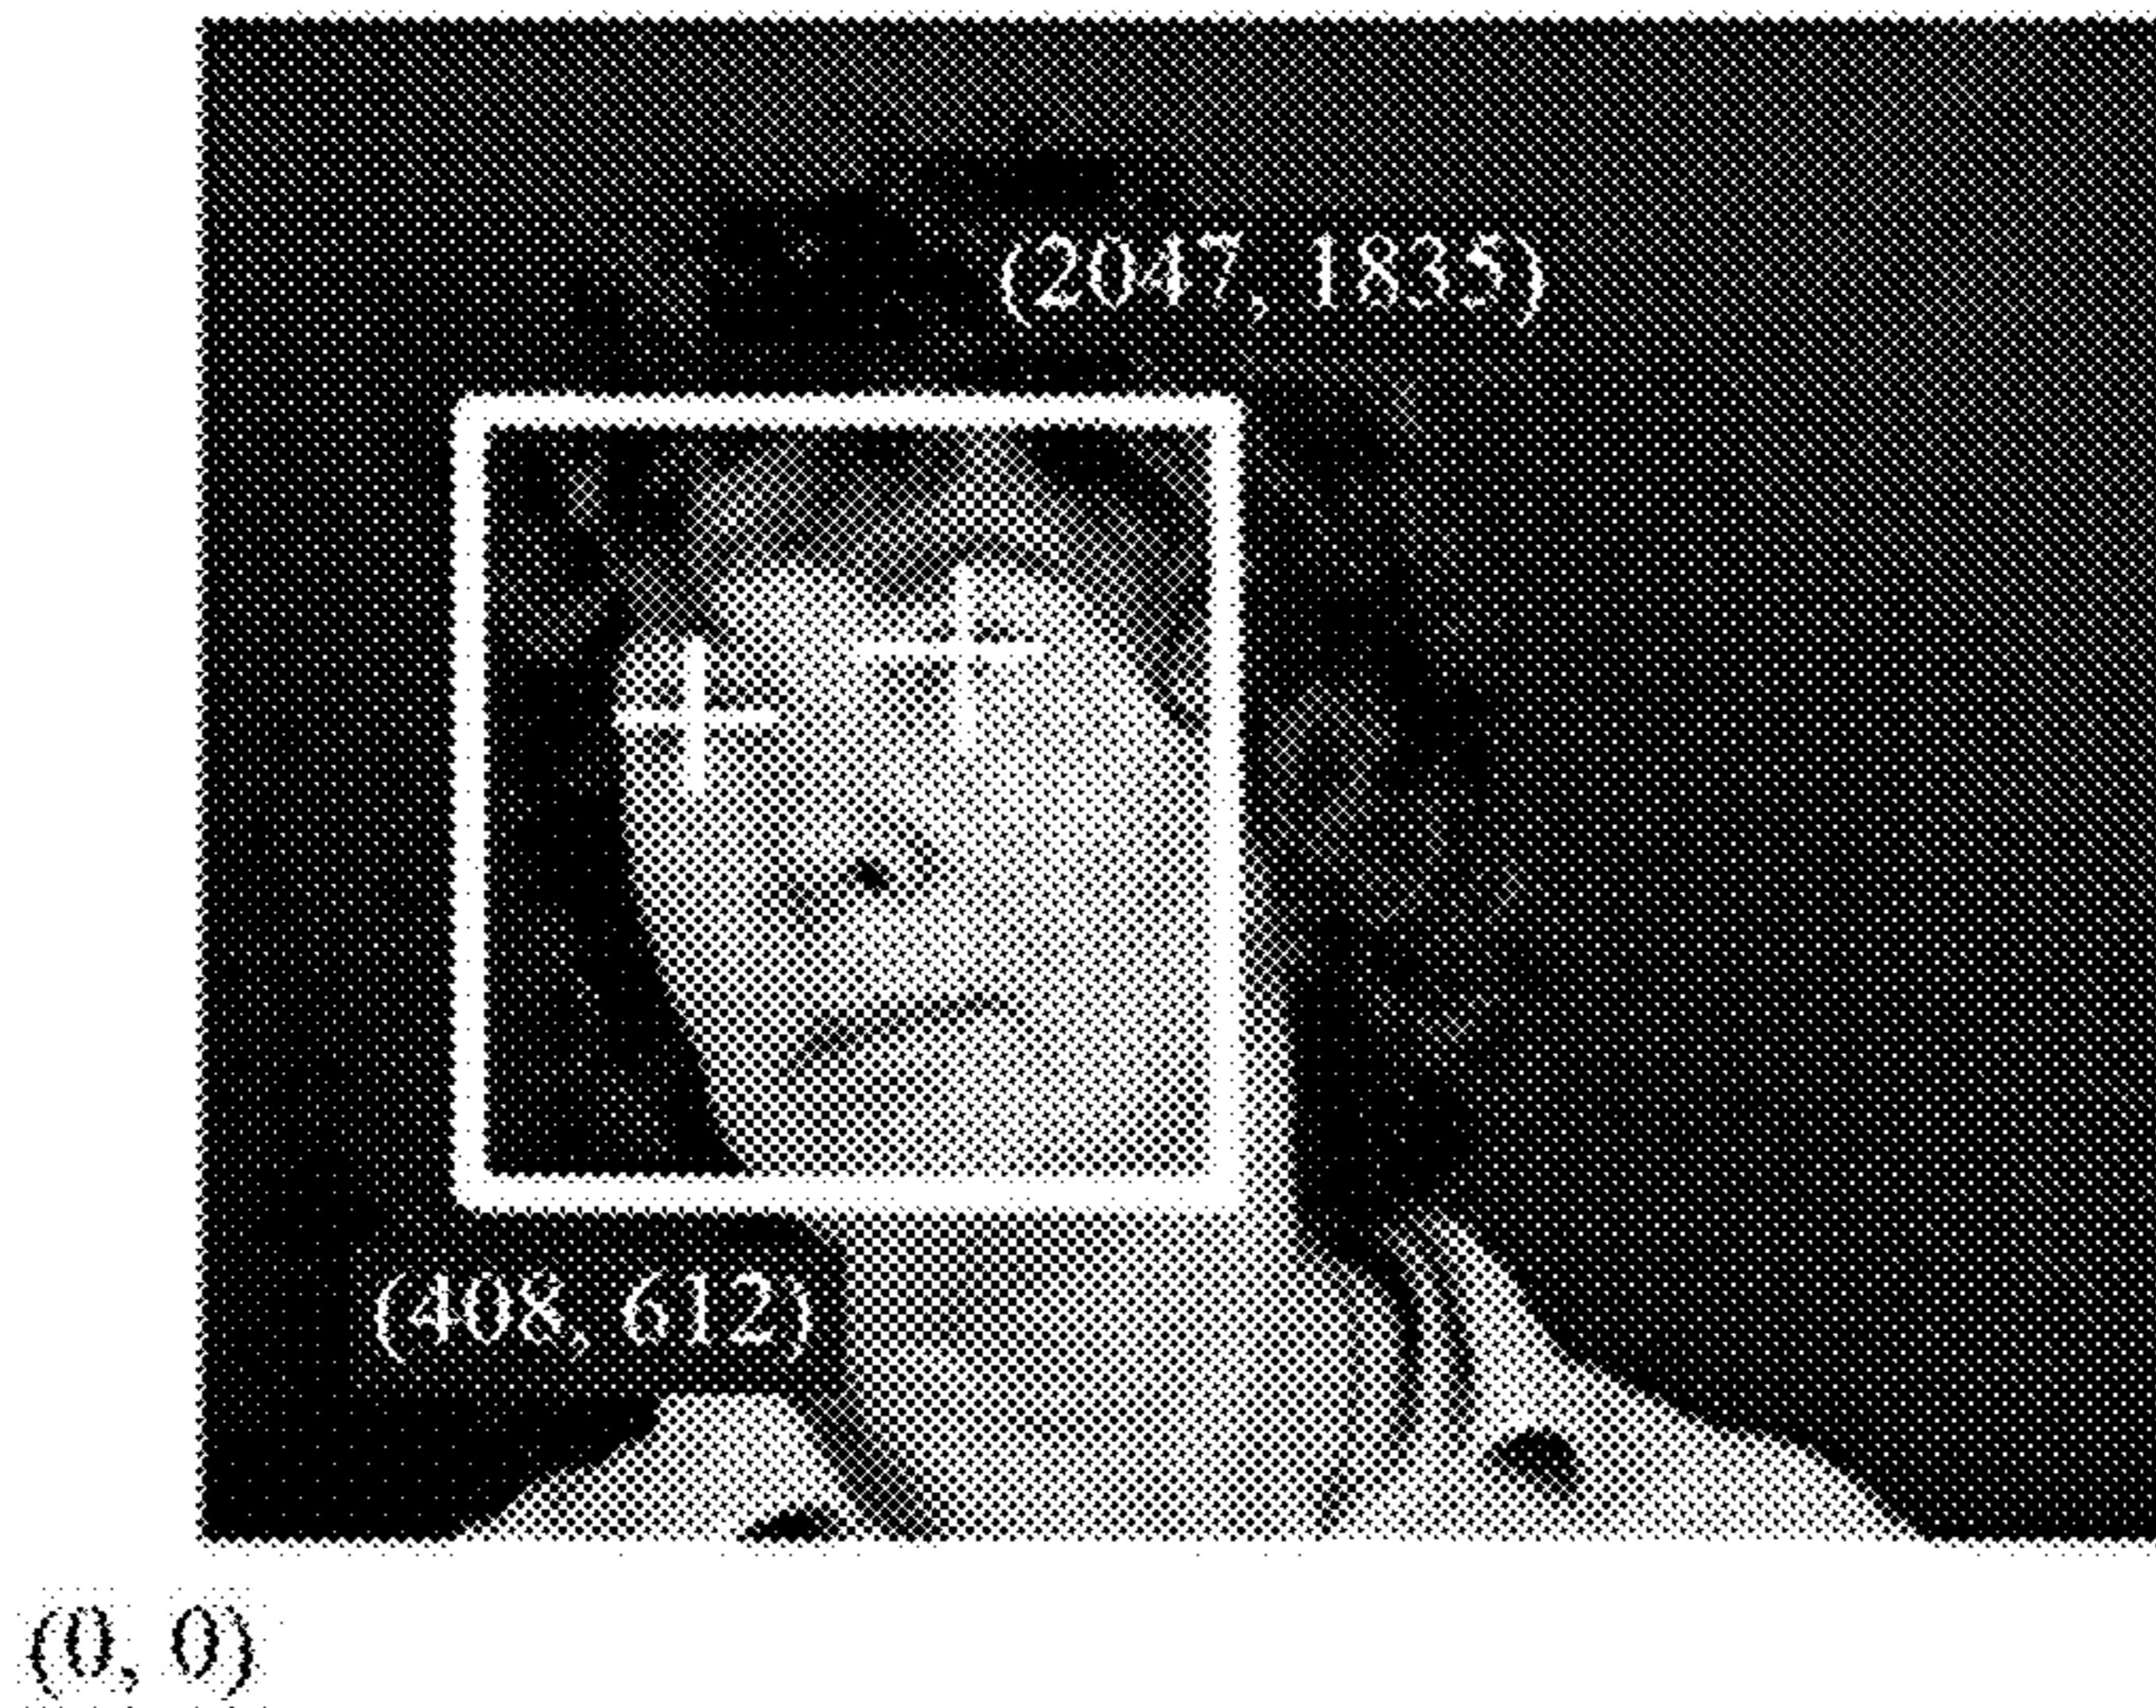 (2047, 1835)
(408, 612)
(0, 0)